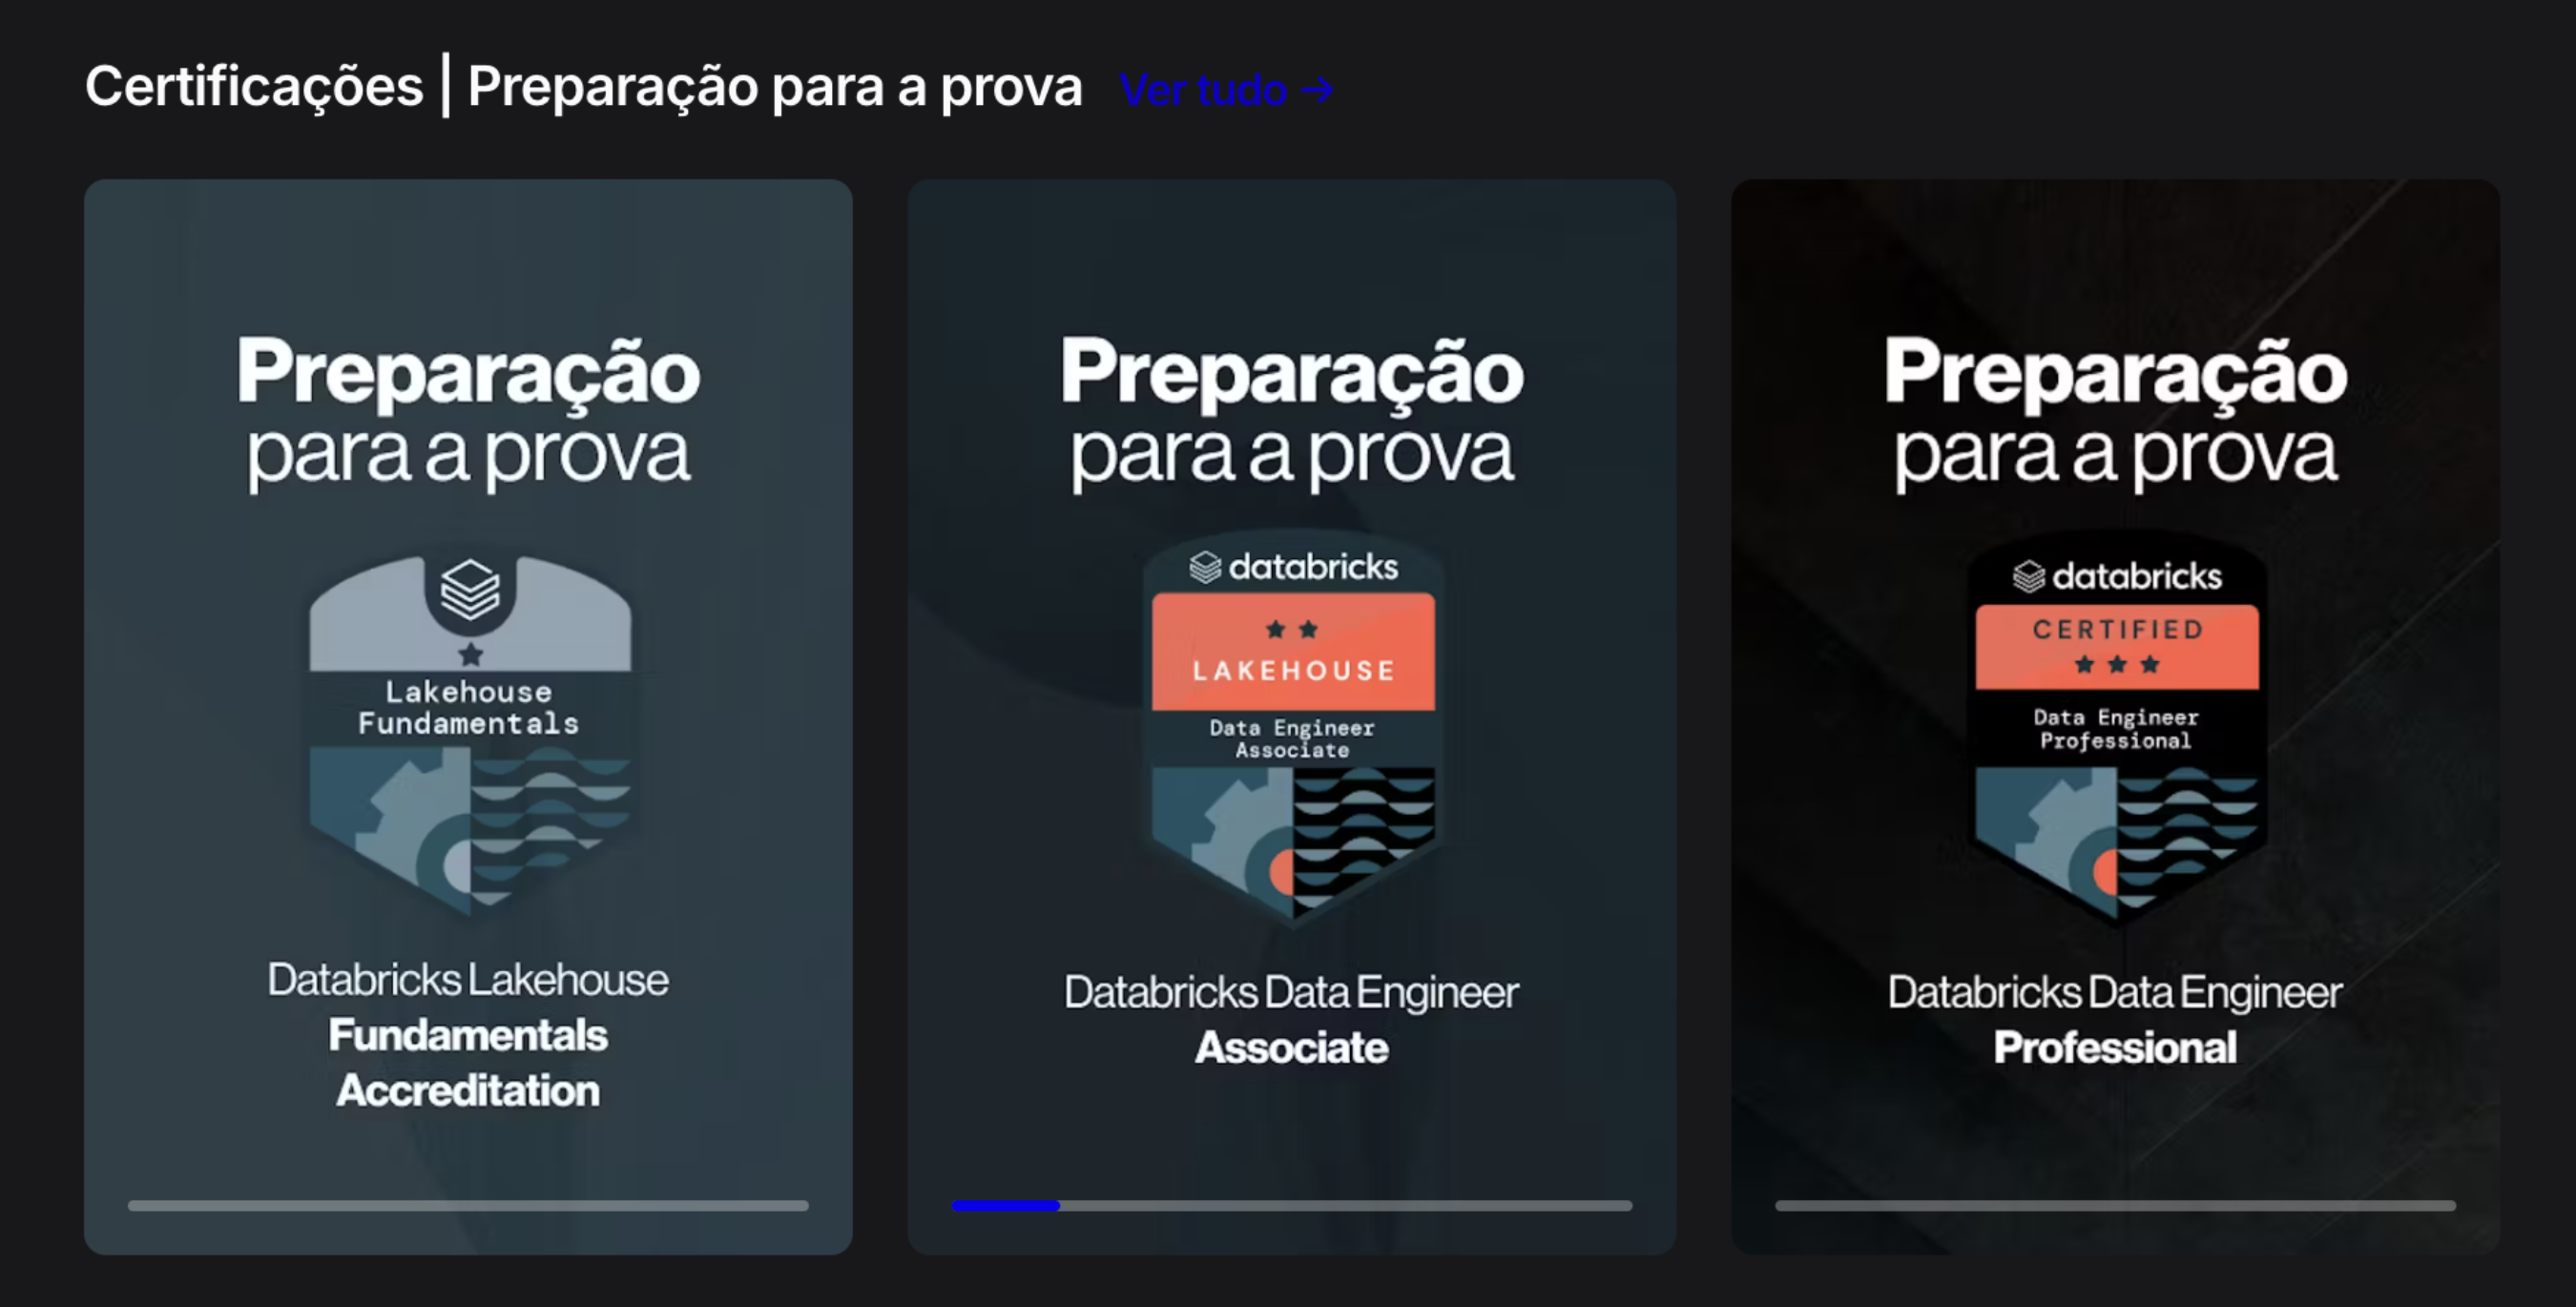 Certificações | Preparação para a prova Ver tudo →
Preparação
para a prova
Lakehouse
Fundamentals
Databricks Lakehouse
Fundamentals
Accreditation
Preparação
para a prova
databricks
LAKEHOUSE
Data Engineer
Associate
Databricks Data Engineer
Associate
Preparação
para a prova
databricks
CERTIFIED
Data Engineer
Professional
Databricks Data Engineer
Professional